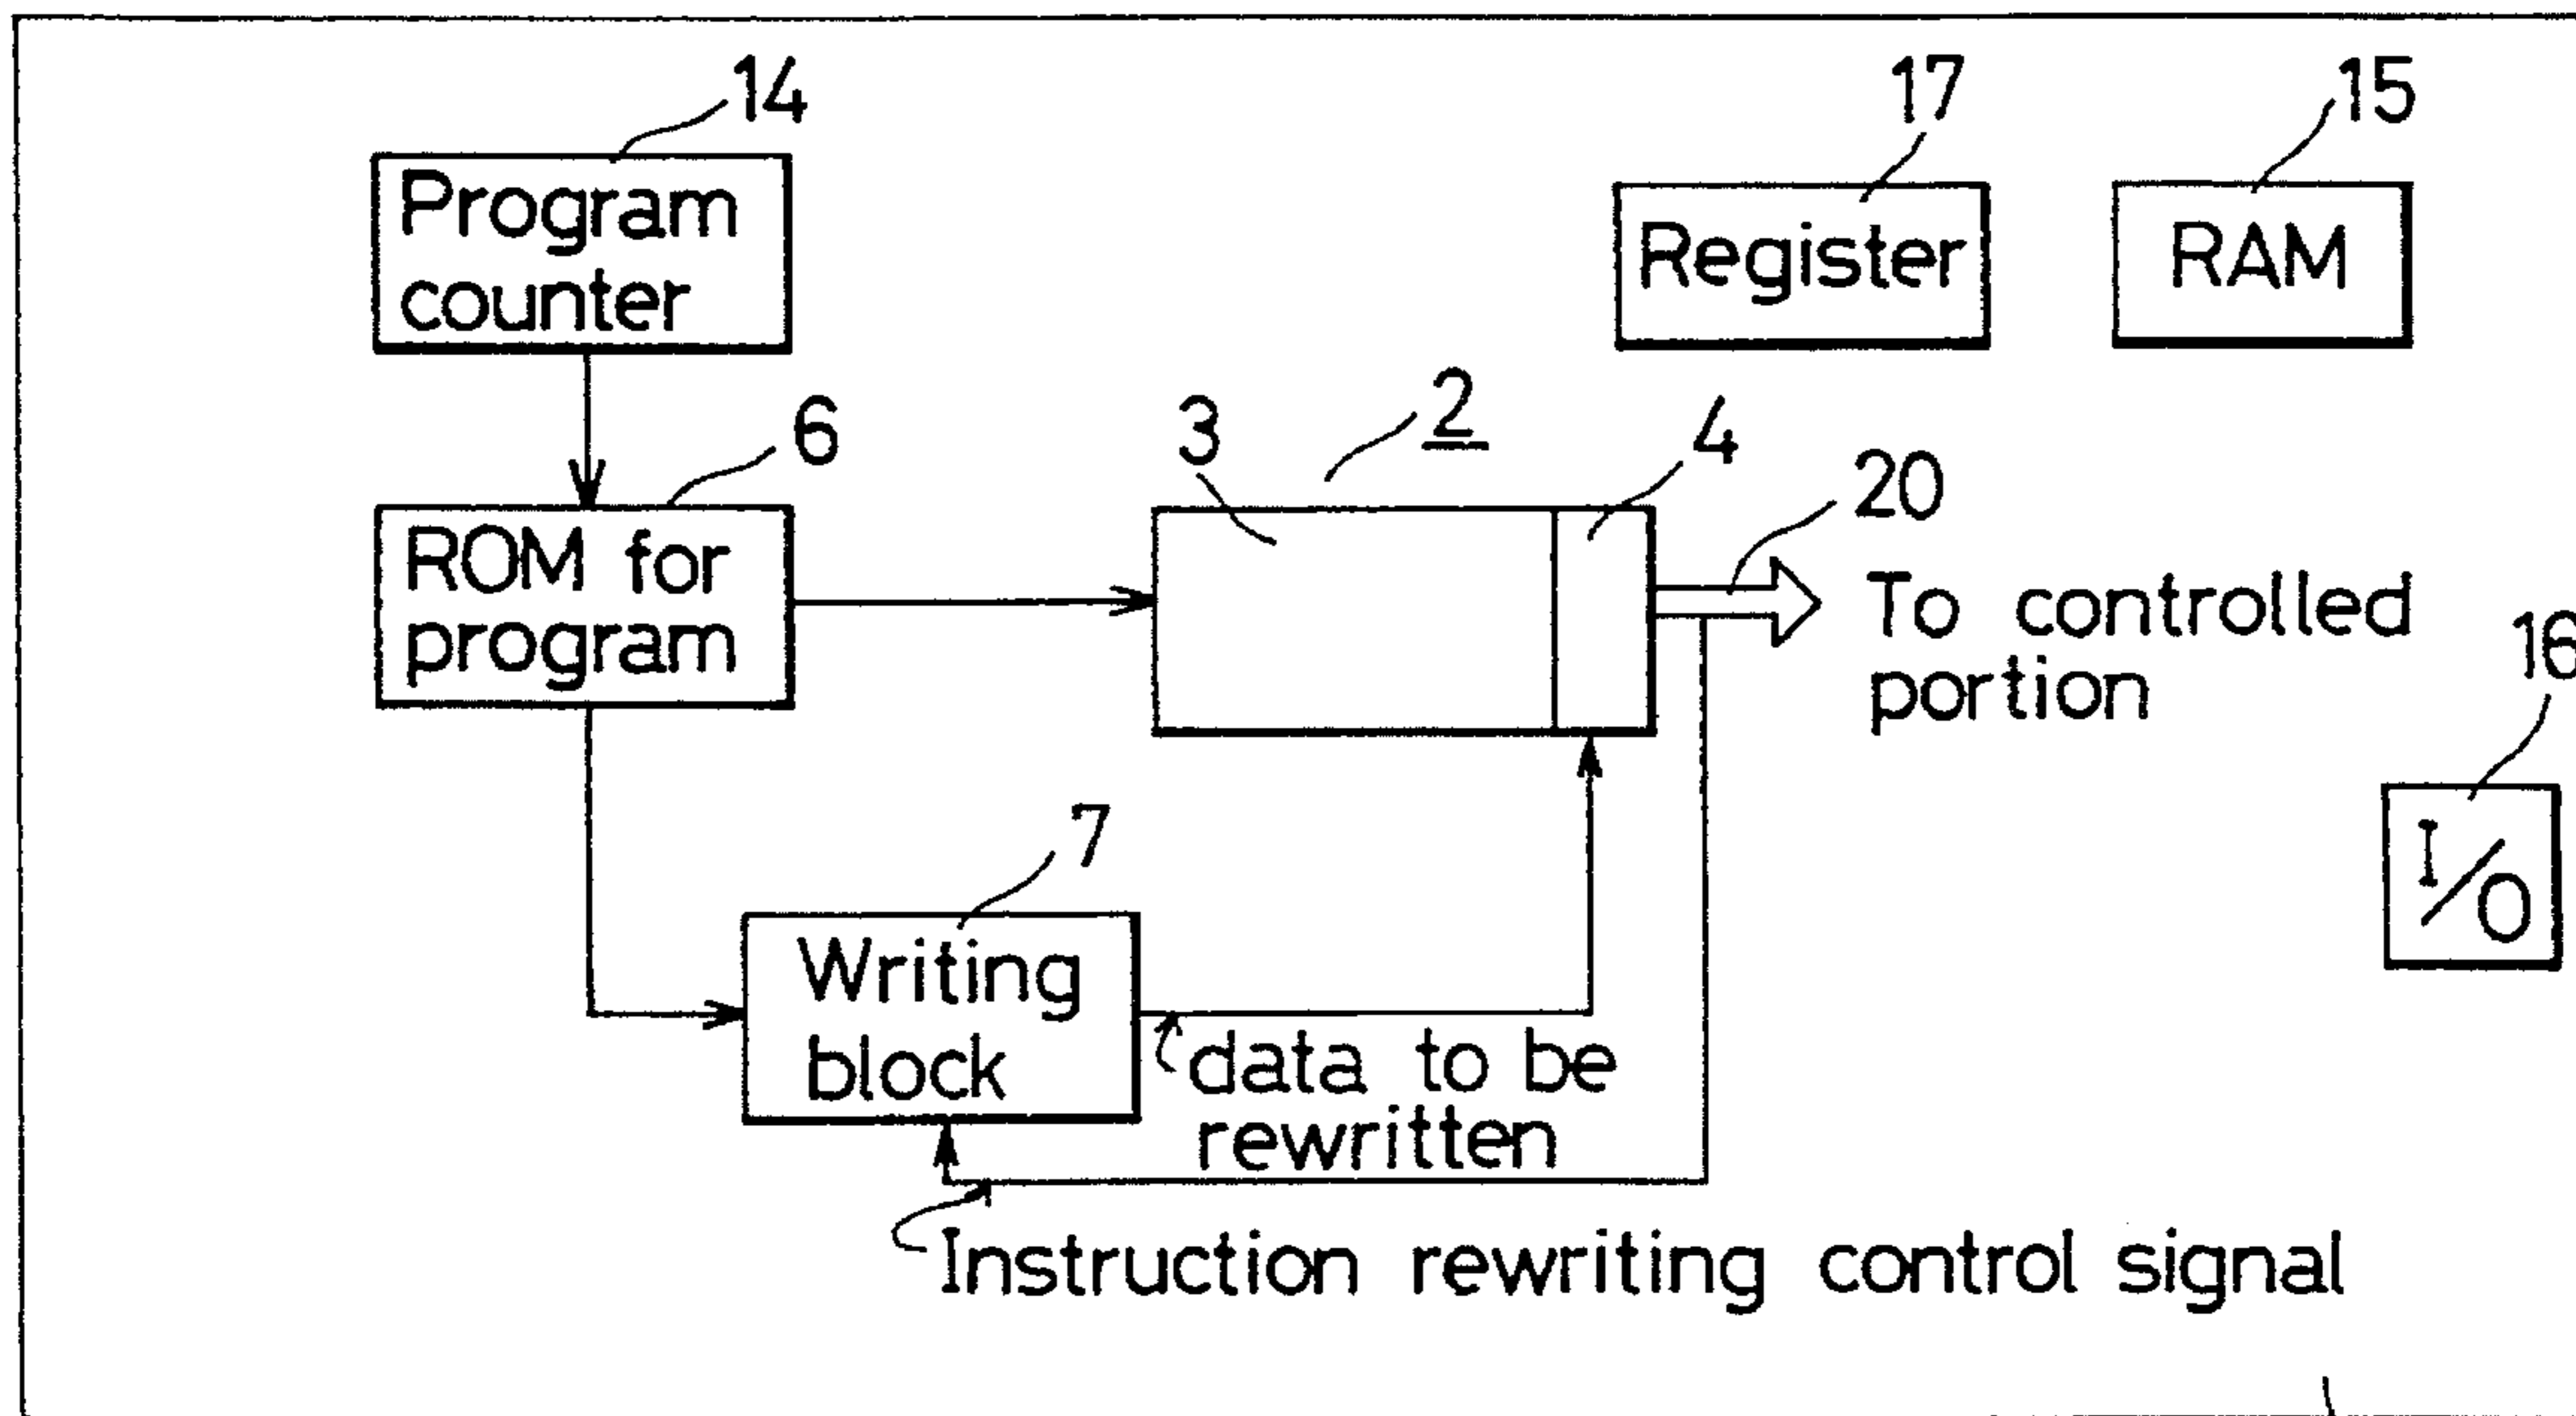 14
17
15
Program
counter
Register
RAM
3
2
4
6
20
ROM for
program
To controlled
portion
16
7
I/O
Writing
block
data to be
rewritten
Instruction rewriting control signal